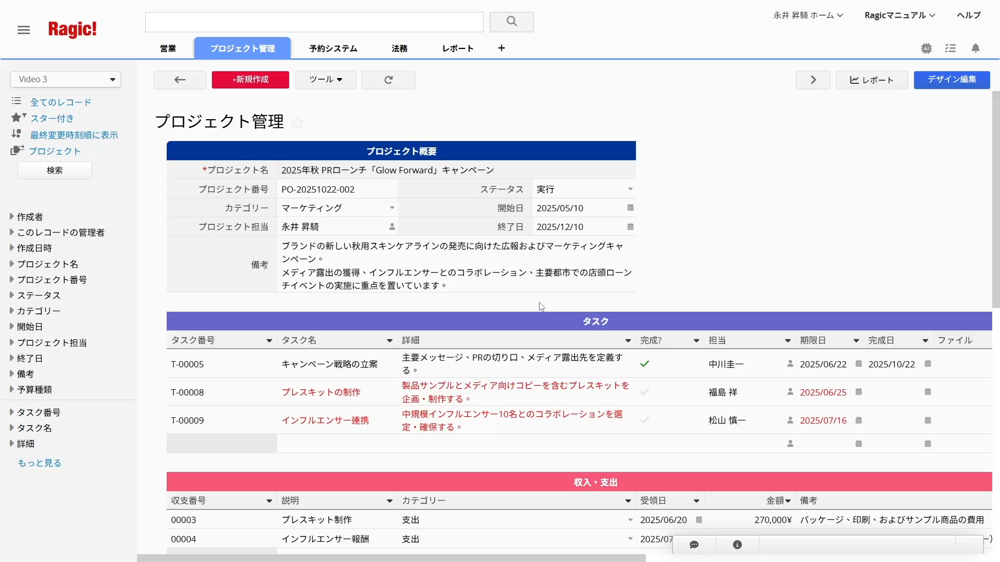 Ragic!
永井 昇騎 ホーム
Ragicマニュアル
ヘルプ
営業
プロジェクト管理
予約システム
法務
レポート
+
AI
Video 3
全てのレコード
スター付き
最終変更時刻順に表示
プロジェクト
検索
作成者
このレコードの管理者
作成日時
プロジェクト名
プロジェクト番号
ステータス
カテゴリー
開始日
プロジェクト担当
終了日
備考
予算種類
タスク番号
タスク名
詳細
もっと見る
+新規作成
ツール
レポート
デザイン編集
プロジェクト管理
プロジェクト概要
*プロジェクト名 2025年秋 PRローンチ「Glow Forward」キャンペーン
プロジェクト番号 PO-20251022-002 ステータス 実行
カテゴリー マーケティング 開始日 2025/05/10
プロジェクト担当 永井 昇騎 終了日 2025/12/10
備考
ブランドの新しい秋用スキンケアラインの発売に向けた広報およびマーケティングキャ
ンペーン。
メディア露出の獲得、インフルエンサーとのコラボレーション、主要都市での店頭ローン
チイベントの実施に重点を置いています。
タスク
タスク番号 タスク名 詳細 完成? 担当 期限日 完成日 ファイル
T-00005 キャンペーン戦略の立案 主要メッセージ、PRの切り口、メディア露出先を定義す
る。 中川圭一 2025/06/22 2025/10/22
T-00008 プレスキットの制作 製品サンプルとメディア向けコピーを含むプレスキットを
企画・制作する。 福島 祥 2025/06/25
T-00009 インフルエンサー連携 中規模インフルエンサー10名とのコラボレーションを選
定・確保する。 松山 慎一 2025/07/16
収入・支出
収支番号 説明 カテゴリー 受領日 金額 備考
00003 プレスキット制作 支出 2025/06/20 270,000¥ パッケージ、印刷、およびサンプル商品の費用
00004 インフルエンサー報酬 支出 2025/07